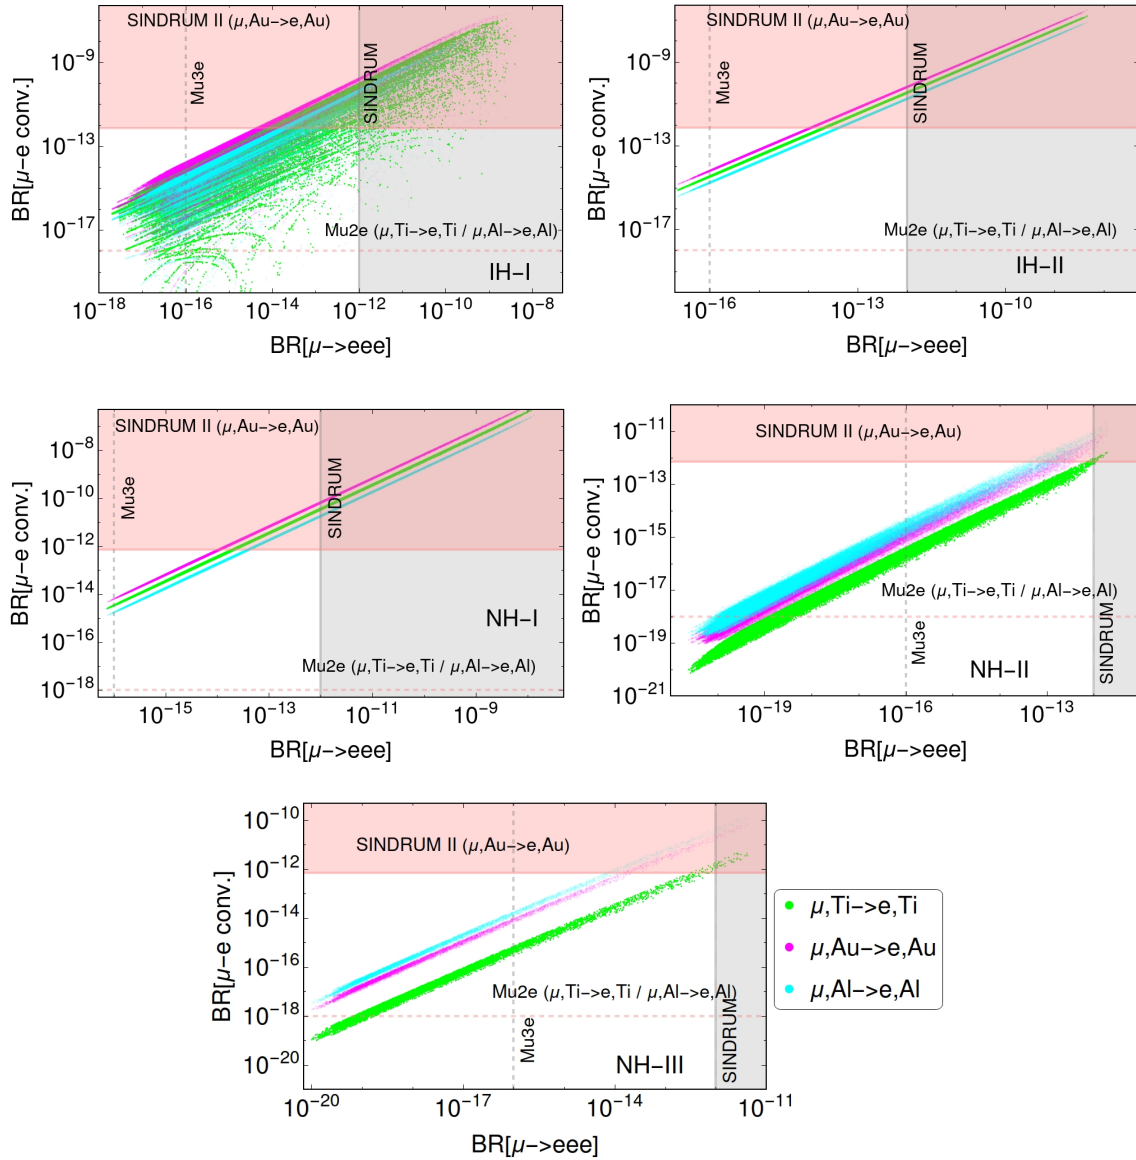 SINDRUM II (μ,Au->e,Au)
Mu3e
SINDRUM
Mu2e (μ,Ti->e,Ti / μ,Al->e,Al)
IH−I
BR[μ−e conv.]
10⁻⁹
10⁻¹³
10⁻¹⁷
10⁻¹⁸ 10⁻¹⁶ 10⁻¹⁴ 10⁻¹² 10⁻¹⁰ 10⁻⁸
BR[μ->eee]
SINDRUM II (μ,Au->e,Au)
Mu3e
SINDRUM
Mu2e (μ,Ti->e,Ti / μ,Al->e,Al)
IH−II
BR[μ−e conv.]
10⁻⁹
10⁻¹³
10⁻¹⁷
10⁻¹⁶ 10⁻¹³ 10⁻¹⁰
BR[μ->eee]
SINDRUM II (μ,Au->e,Au)
Mu3e
SINDRUM
NH−I
Mu2e (μ,Ti->e,Ti / μ,Al->e,Al)
BR[μ−e conv.]
10⁻⁸
10⁻¹⁰
10⁻¹²
10⁻¹⁴
10⁻¹⁶
10⁻¹⁸
10⁻¹⁵ 10⁻¹³ 10⁻¹¹ 10⁻⁹
BR[μ->eee]
SINDRUM II (μ,Au->e,Au)
Mu2e (μ,Ti->e,Ti / μ,Al->e,Al)
Mu3e
SINDRUM
NH−II
BR[μ−e conv.]
10⁻¹¹
10⁻¹³
10⁻¹⁵
10⁻¹⁷
10⁻¹⁹
10⁻²¹
10⁻¹⁹ 10⁻¹⁶ 10⁻¹³
BR[μ->eee]
SINDRUM II (μ,Au->e,Au)
Mu2e (μ,Ti->e,Ti / μ,Al->e,Al)
Mu3e
SINDRUM
NH−III
BR[μ−e conv.]
10⁻¹⁰
10⁻¹²
10⁻¹⁴
10⁻¹⁶
10⁻¹⁸
10⁻²⁰
10⁻²⁰ 10⁻¹⁷ 10⁻¹⁴ 10⁻¹¹
BR[μ->eee]
μ,Ti->e,Ti
μ,Au->e,Au
μ,Al->e,Al